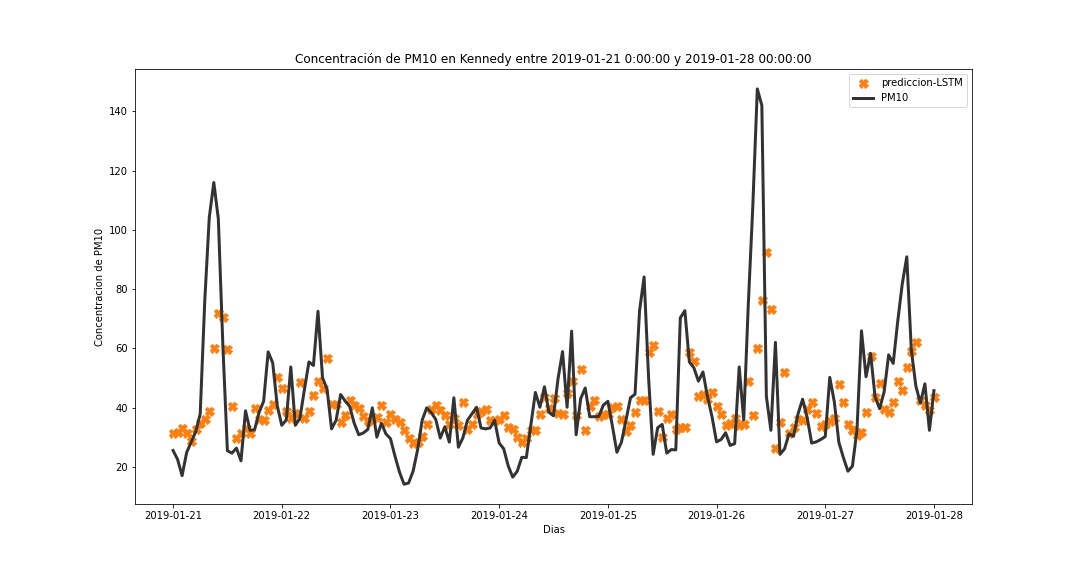 Concentración de PM10 en Kennedy entre 2019-01-21 0:00:00 y 2019-01-28 00:00:00
prediccion-LSTM
PM10
140
120
100
80
60
40
20
Concentracion de PM10
2019-01-21 2019-01-22 2019-01-23 2019-01-24 2019-01-25 2019-01-26 2019-01-27 2019-01-28
Dias